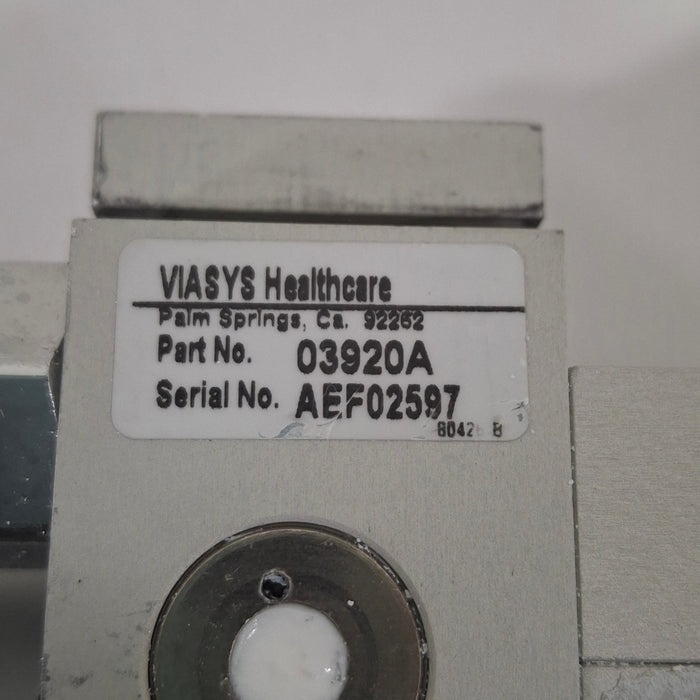 VIASYS Healthcare
Palm Springs, Ca. 92262
Part No. 03920A
Serial No. AEF02597
B